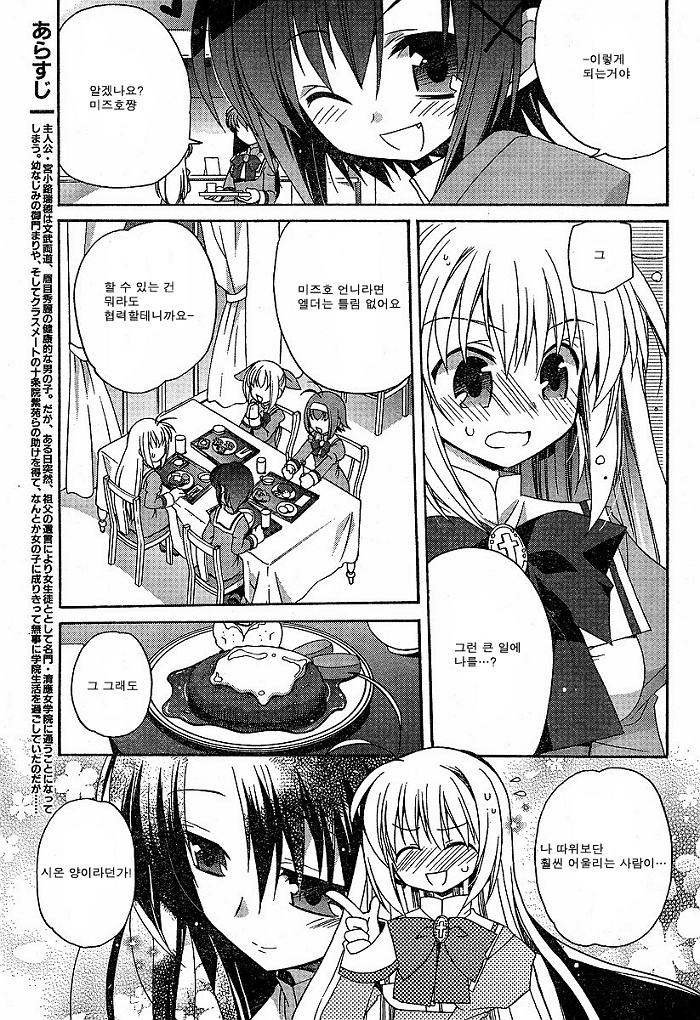 -이렇게
되는거야
알겠나요?
미즈호쨩
그
그런 큰 일에
나를…?
미즈호 언니라면
엘더는 틀림 없어요
할 수 있는 건
뭐라도
협력할테니까요-
그 그래도
나 따위보단
훨씬 어울리는 사람이…
시온 양이라던가!
あらすじ
主人公・宮小路瑞穂は文武両道、眉目秀麗の健康的な男の子。だが、ある日突然、祖父の遺言により女生徒として名門・清應女学院に通うことになって
しまう。幼なじみの御門まりや、そしてクラスメートの十条院紫苑らの助けを得て、なんとか女の子に成りきって無事に学院生活を過ごしていたのだが……